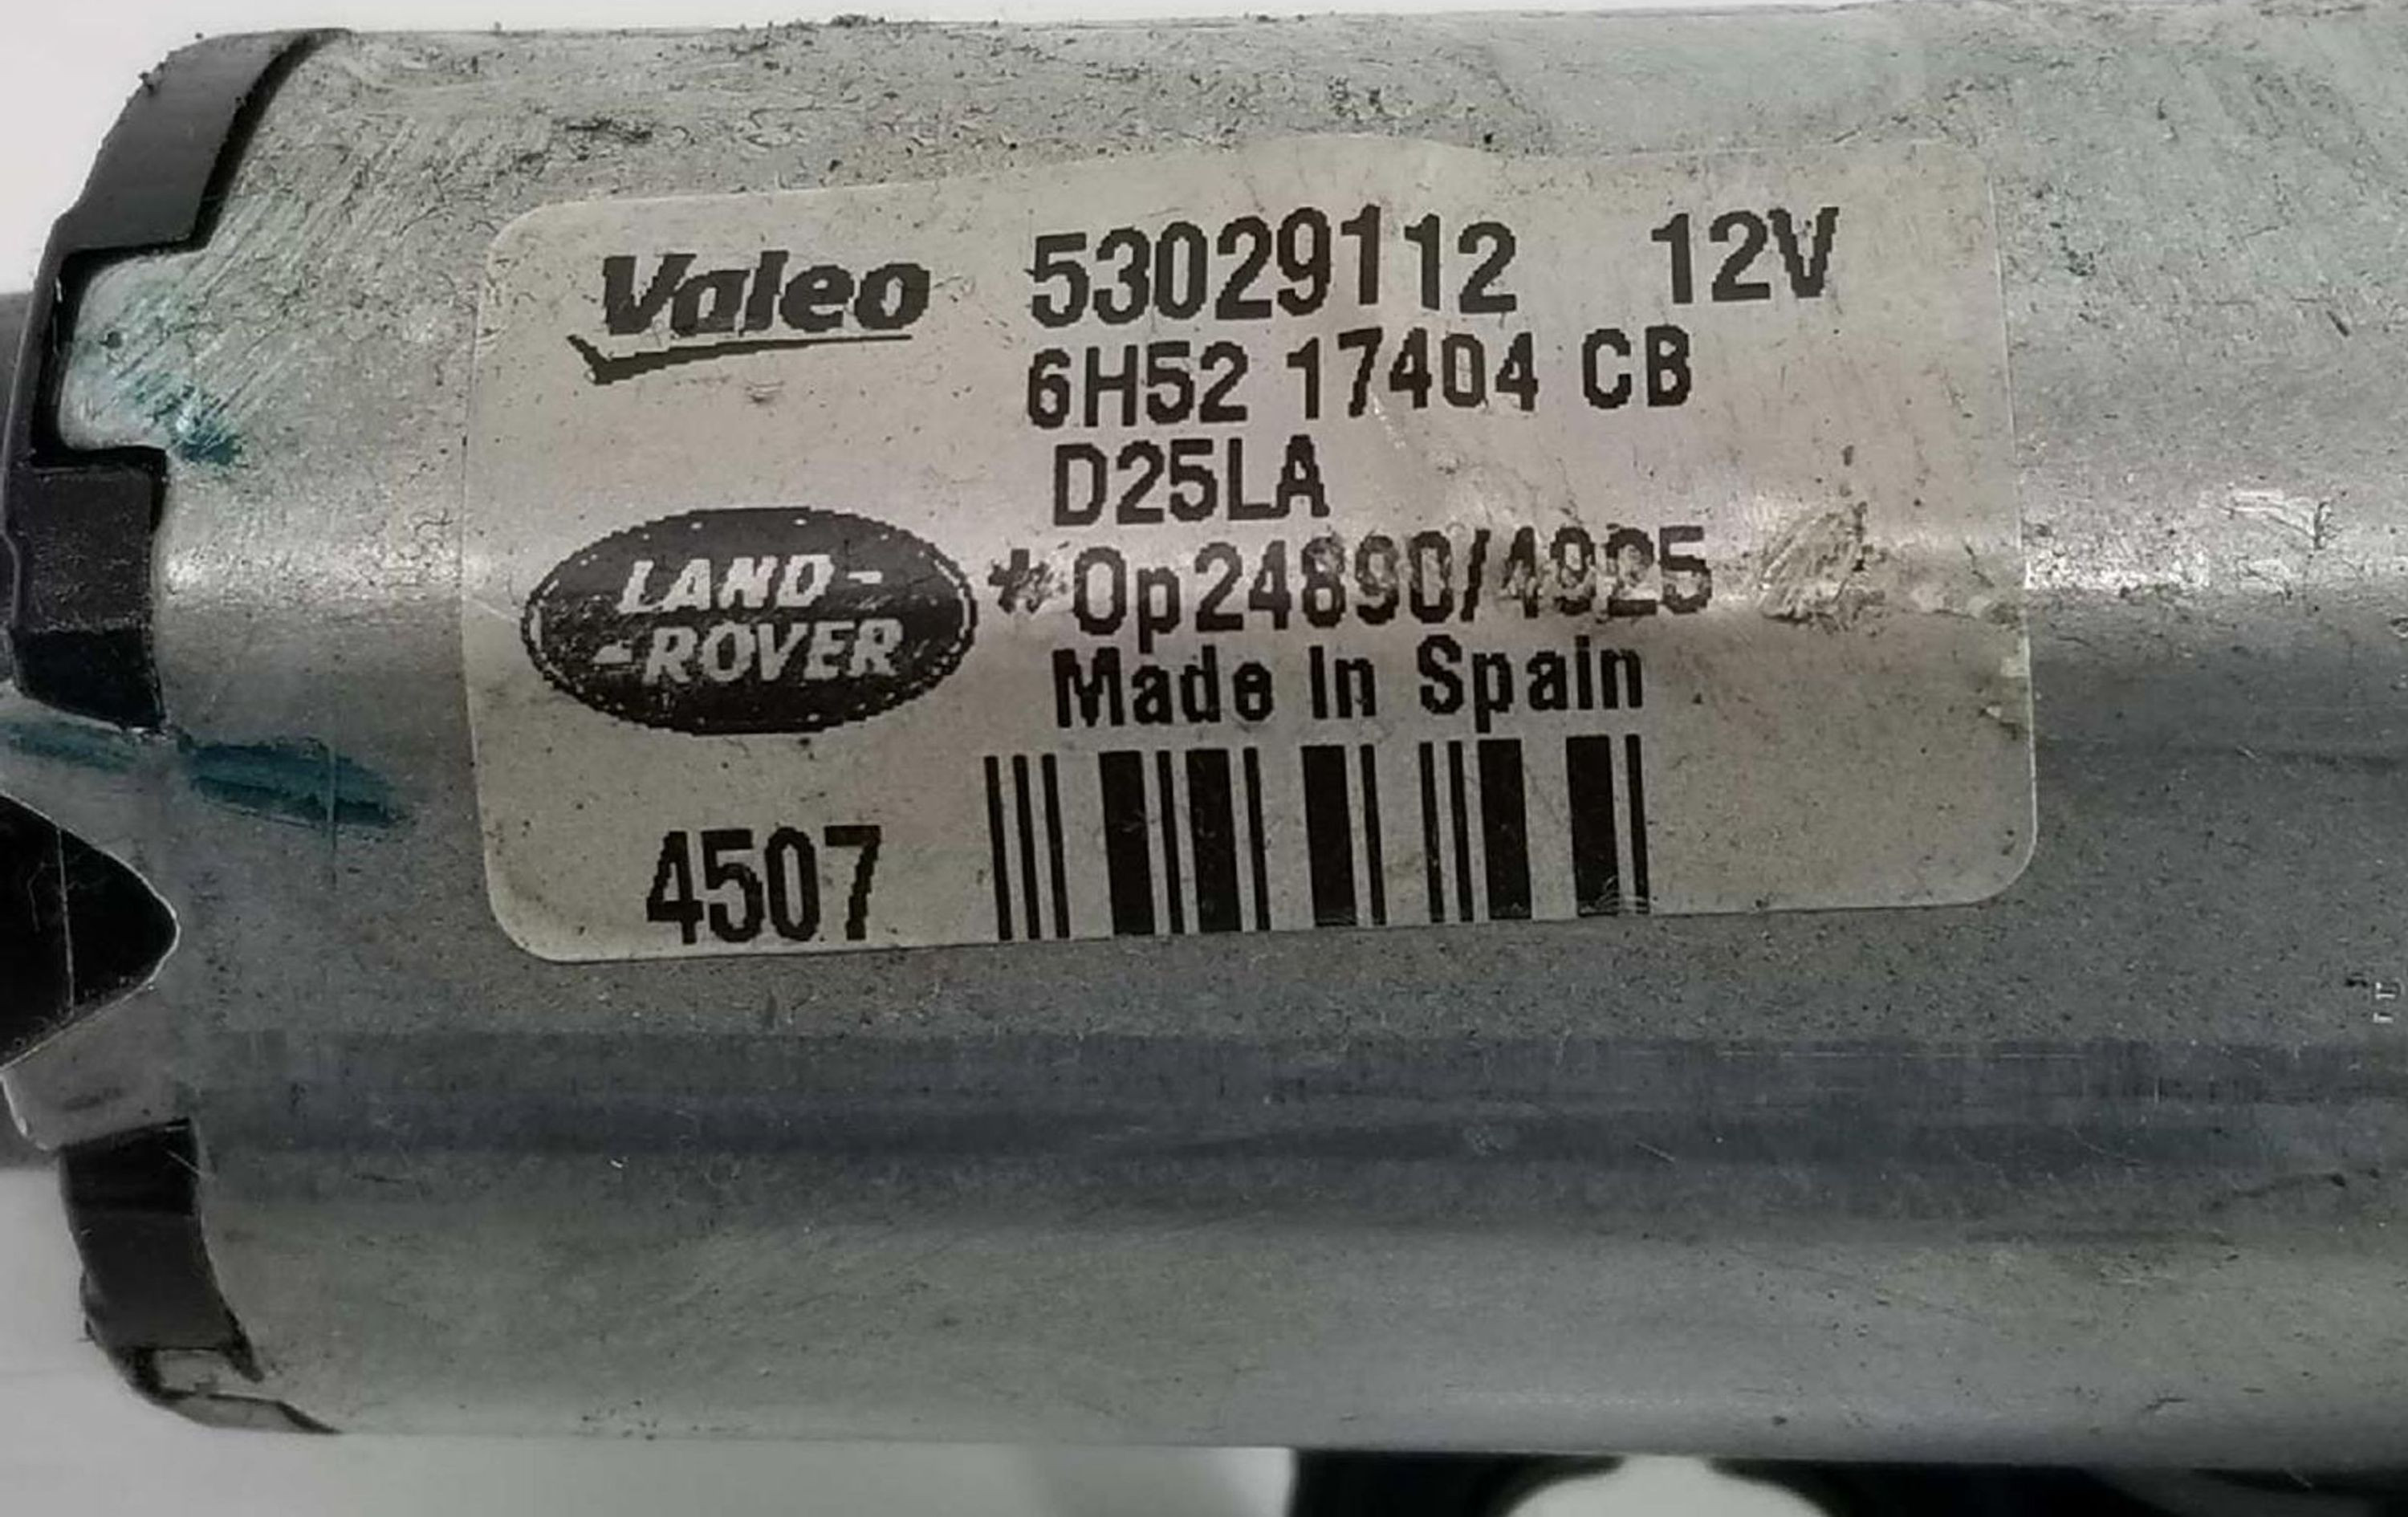 Valeo 53029112 12V
6H52 17404 CB
D25LA
LAND-
-ROVER
*Op24890/4925
Made In Spain
4507